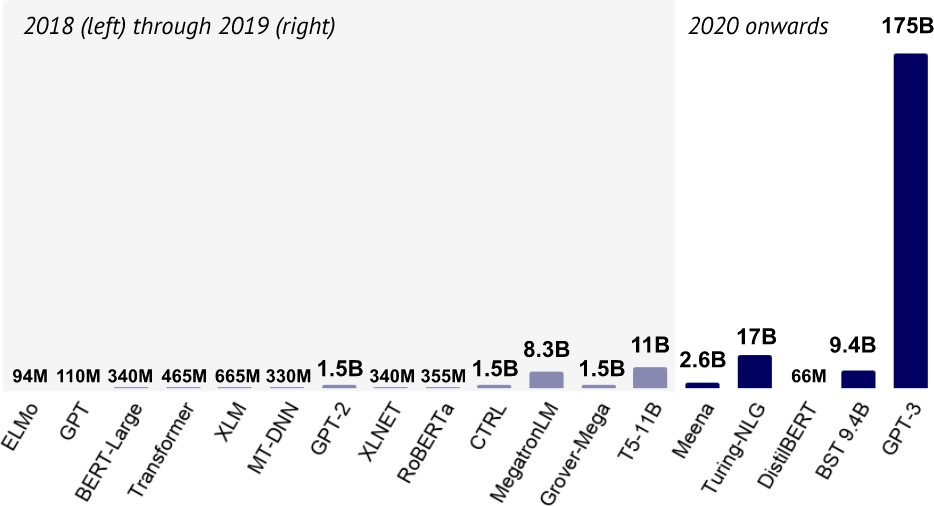 2018 (left) through 2019 (right)
2020 onwards
175B
94M 110M 340M 465M 665M 330M 1.5B 340M 355M 1.5B 8.3B 1.5B 11B 2.6B 17B 66M 9.4B
ELMo
GPT
BERT-Large
Transformer
XLM
MT-DNN
GPT-2
XLNET
RoBERTa
CTRL
MegatronLM
Grover-Mega
T5-11B
Meena
Turing-NLG
DistilBERT
BST 9.4B
GPT-3